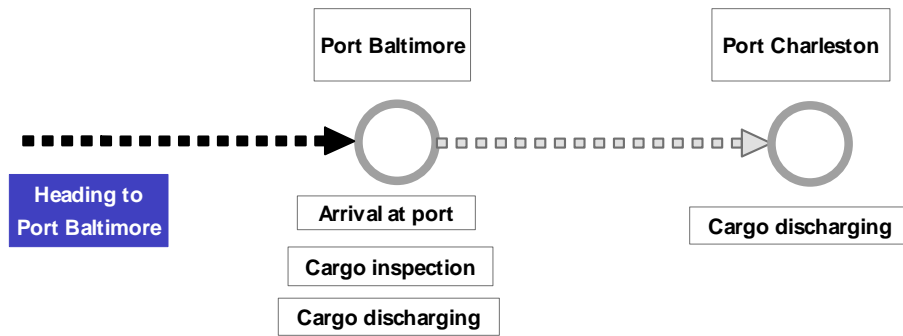 Port Baltimore
Port Charleston
Heading to
Port Baltimore
Arrival at port
Cargo inspection
Cargo discharging
Cargo discharging